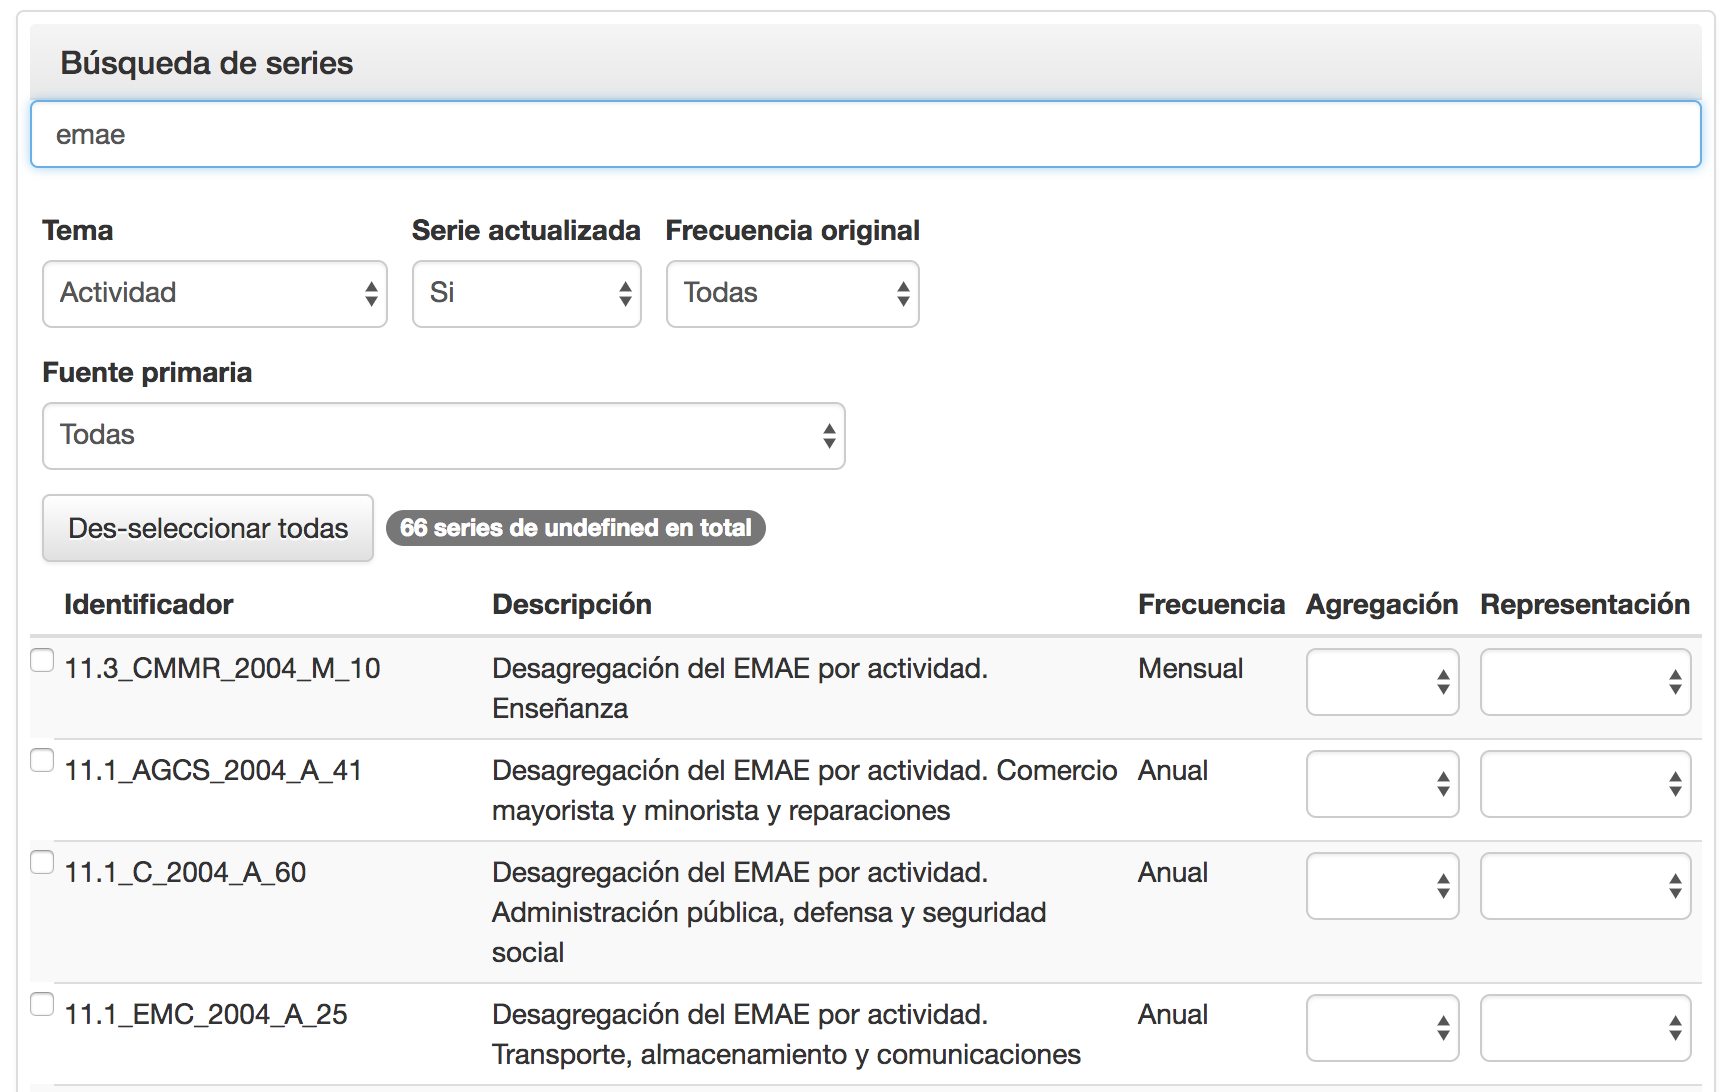 Búsqueda de series
emae
Tema Serie actualizada Frecuencia original
Actividad Si Todas
Fuente primaria
Todas
Des-seleccionar todas 66 series de undefined en total
Identificador Descripción Frecuencia Agregación Representación
11.3_CMMR_2004_M_10 Desagregación del EMAE por actividad. Mensual
Enseñanza
11.1_AGCS_2004_A_41 Desagregación del EMAE por actividad. Comercio Anual
mayorista y minorista y reparaciones
11.1_C_2004_A_60 Desagregación del EMAE por actividad. Anual
Administración pública, defensa y seguridad
social
11.1_EMC_2004_A_25 Desagregación del EMAE por actividad. Anual
Transporte, almacenamiento y comunicaciones